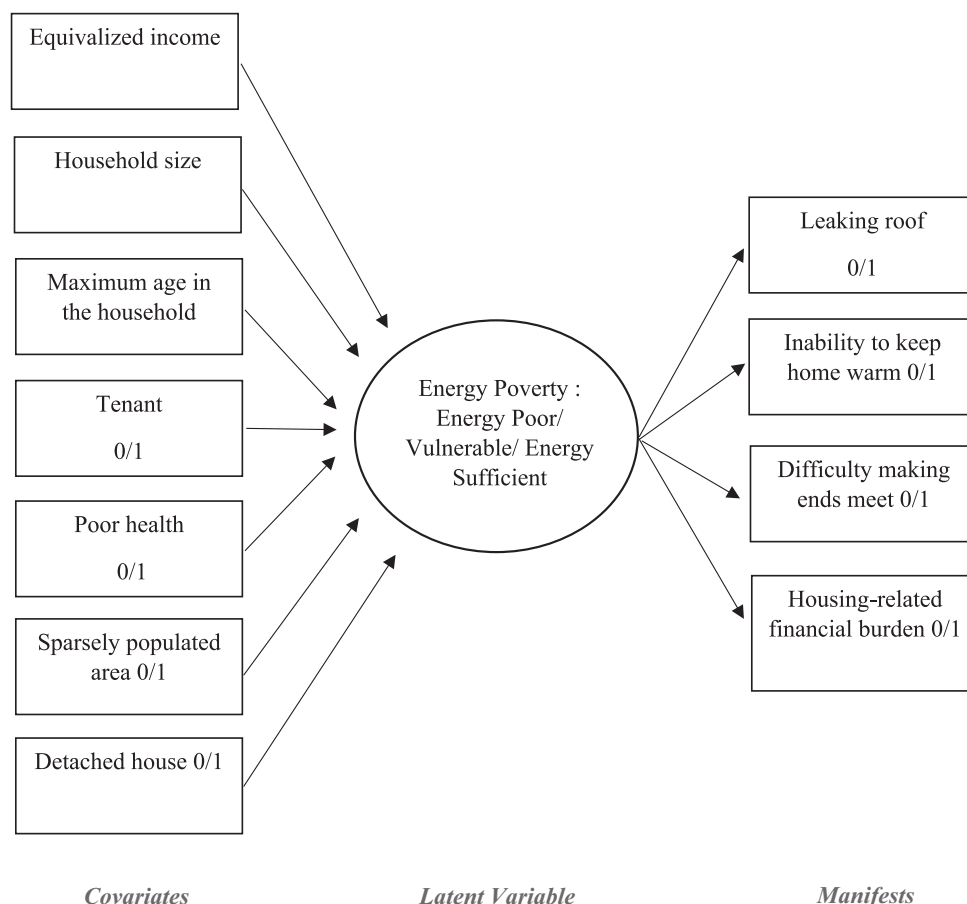 Equivalized income
Household size
Maximum age in
the household
Tenant
0/1
Poor health
0/1
Sparsely populated
area 0/1
Detached house 0/1
Energy Poverty :
Energy Poor/
Vulnerable/ Energy
Sufficient
Leaking roof
0/1
Inability to keep
home warm 0/1
Difficulty making
ends meet 0/1
Housing-related
financial burden 0/1
Covariates
Latent Variable
Manifests